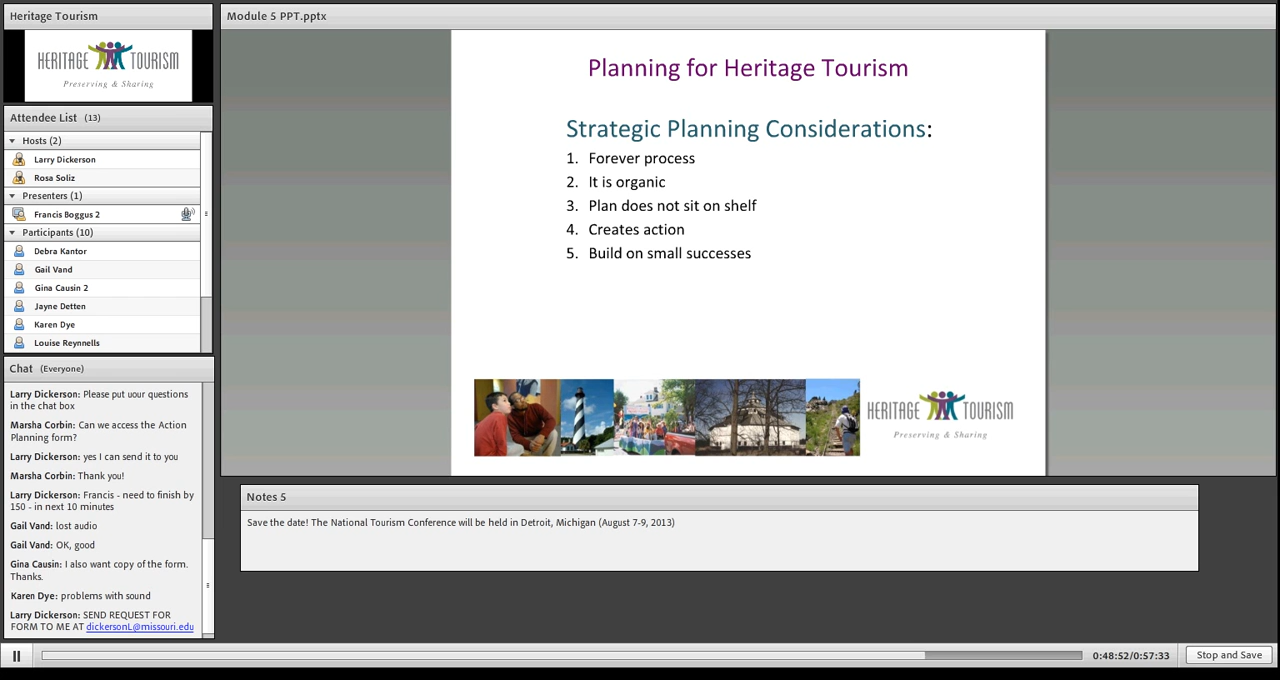 Heritage Tourism
HERITAGE TOURISM
Preserving & Sharing
Attendee List (13)
Hosts (2)
Larry Dickerson
Rosa Soliz
Presenters (1)
Francis Boggus 2
Participants (10)
Debra Kantor
Gail Vand
Gina Causin 2
Jayne Detten
Karen Dye
Louise Reynnells
Chat (Everyone)
Larry Dickerson: Please put uour questions
in the chat box
Marsha Corbin: Can we access the Action
Planning form?
Larry Dickerson: yes I can send it to you
Marsha Corbin: Thank you!
Larry Dickerson: Francis - need to finish by
150 - in next 10 minutes
Gail Vand: lost audio
Gail Vand: OK, good
Gina Causin: I also want copy of the form.
Thanks.
Karen Dye: problems with sound
Larry Dickerson: SEND REQUEST FOR
FORM TO ME AT dickersonL@missouri.edu
Module 5 PPT.pptx
Planning for Heritage Tourism
Strategic Planning Considerations:
1. Forever process
2. It is organic
3. Plan does not sit on shelf
4. Creates action
5. Build on small successes
HERITAGE TOURISM
Preserving & Sharing
Notes 5
Save the date! The National Tourism Conference will be held in Detroit, Michigan (August 7-9, 2013)
0:48:52/0:57:33
Stop and Save